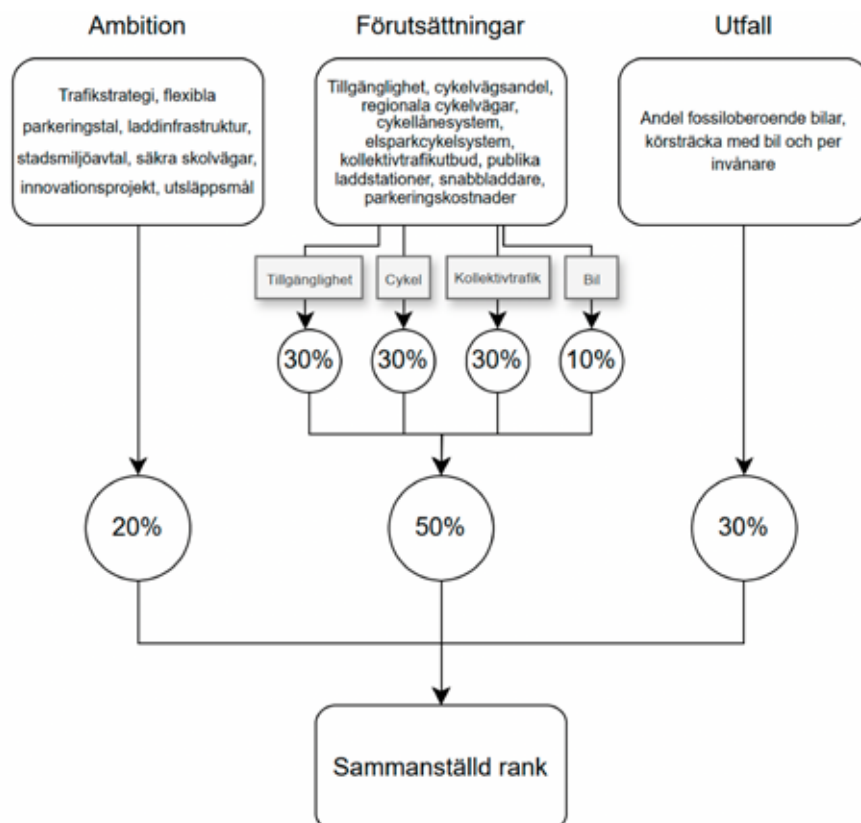 Ambition
Förutsättningar
Utfall
Trafikstrategi, flexibla
parkeringstal, laddinfrastruktur,
stadsmiljöavtal, säkra skolvägar,
innovationsprojekt, utsläppsmål
Tillgänglighet, cykelvägsandel,
regionala cykelvägar,
cykellånesystem,
elsparkcykelsystem,
kollektivtrafikutbud, publika
laddstationer, snabbladdare,
parkeringskostnader
Andel fossiloberoende bilar,
körsträcka med bil och per
invånare
Tillgänglighet
Cykel
Kollektivtrafik
Bil
30%
30%
30%
10%
20%
50%
30%
Sammanställd rank